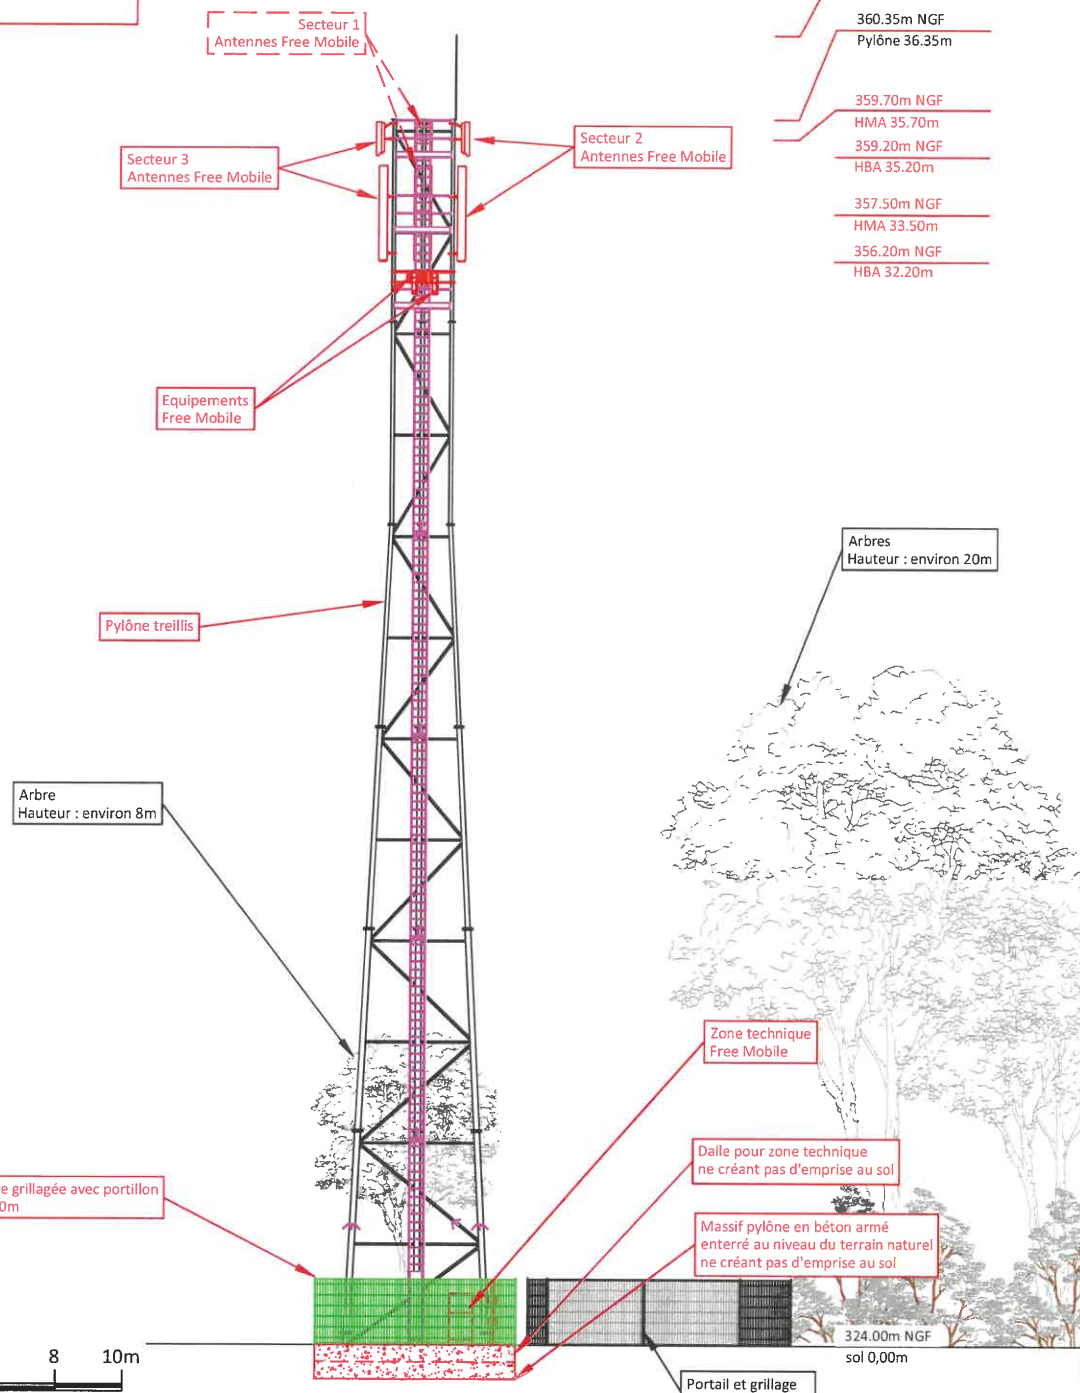 Secteur 1
Antennes Free Mobile
360.35m NGF
Pylône 36.35m
359.70m NGF
HMA 35.70m
359.20m NGF
HBA 35.20m
357.50m NGF
HMA 33.50m
356.20m NGF
HBA 32.20m
Secteur 3
Antennes Free Mobile
Secteur 2
Antennes Free Mobile
Equipements
Free Mobile
Arbres
Hauteur : environ 20m
Pylône treillis
Arbre
Hauteur : environ 8m
Zone technique
Free Mobile
Dalle pour zone technique
ne créant pas d'emprise au sol
e grillagée avec portillon
0m
Massif pylône en béton armé
enterré au niveau du terrain naturel
ne créant pas d'emprise au sol
324.00m NGF
sol 0,00m
8 10m
Portail et grillage